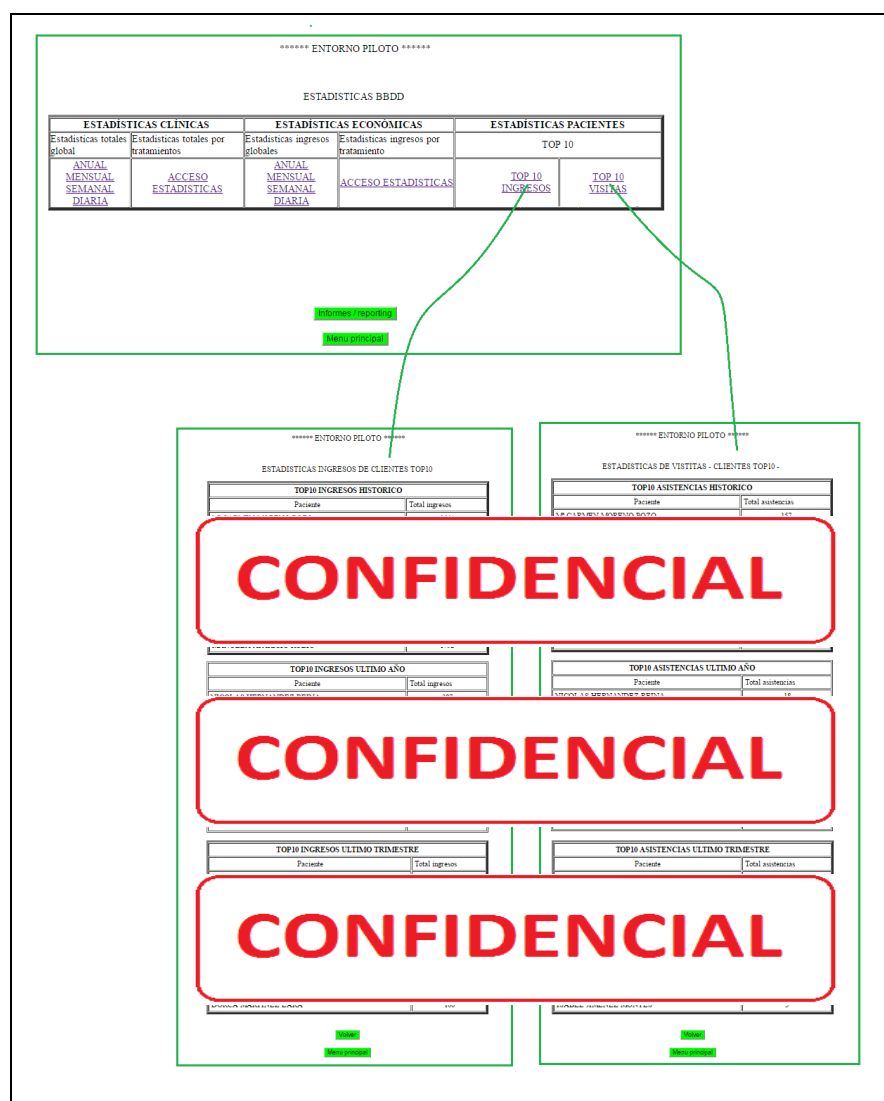 ****** ENTORNO PILOTO ******
ESTADISTICAS BBDD
ESTADÍSTICAS CLÍNICAS ESTADÍSTICAS ECONÓMICAS ESTADÍSTICAS PACIENTES
Estadisticas totales global Estadisticas totales por tratamientos Estadisticas ingresos globales Estadisticas ingresos por tratamiento TOP 10
ANUAL ANUAL
MENSUAL ACCESO MENSUAL ACCESO ESTADISTICAS TOP 10 TOP 10
SEMANAL ESTADISTICAS SEMANAL INGRESOS VISITAS
DIARIA DIARIA
Informes / reporting
Menu principal
****** ENTORNO PILOTO ******
ESTADISTICAS INGRESOS DE CLIENTES TOP10
TOP10 INGRESOS HISTORICO
Paciente Total ingresos
****** ENTORNO PILOTO ******
ESTADISTICAS DE VISTITAS - CLIENTES TOP10 -
TOP10 ASISTENCIAS HISTORICO
Paciente Total asistencias
CONFIDENCIAL
TOP10 INGRESOS ULTIMO AÑO
Paciente Total ingresos
TOP10 ASISTENCIAS ULTIMO AÑO
Paciente Total asistencias
CONFIDENCIAL
TOP10 INGRESOS ULTIMO TRIMESTRE
Paciente Total ingresos
TOP10 ASISTENCIAS ULTIMO TRIMESTRE
Paciente Total asistencias
CONFIDENCIAL
Volver
Menu principal
Volver
Menu principal